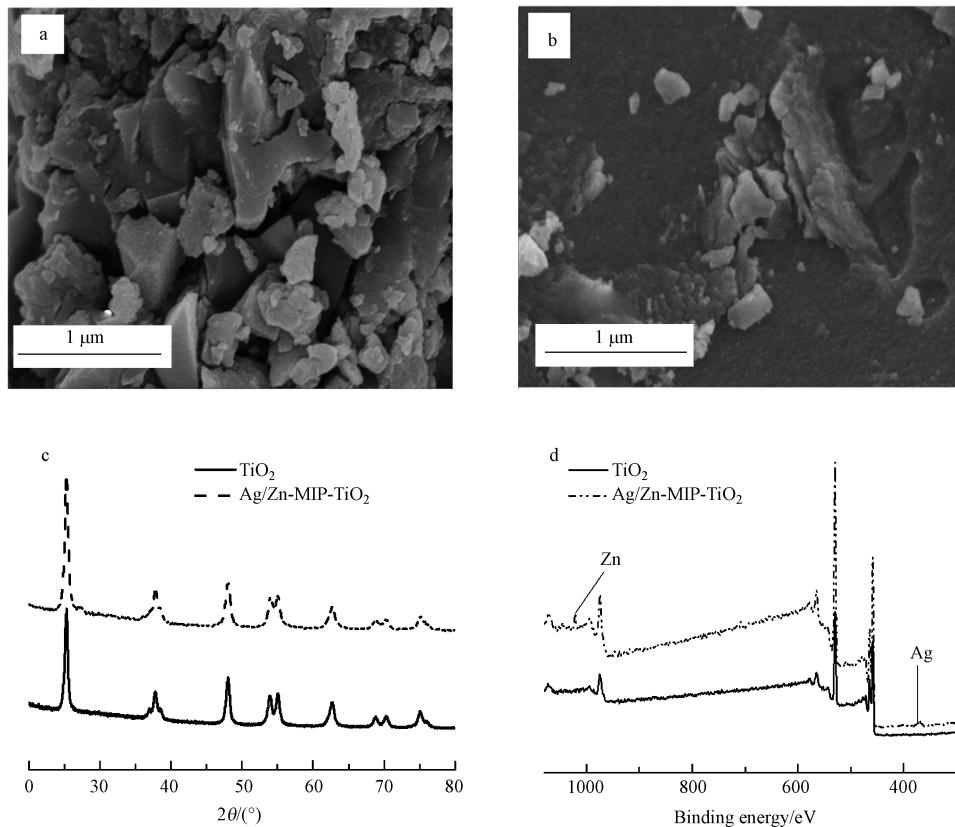 a
1 μm
b
1 μm
c
TiO₂
Ag/Zn-MIP-TiO₂
0 30 40 50 60 70 80
2θ/(°)
d
TiO₂
Ag/Zn-MIP-TiO₂
Zn
Ag
1000 800 600 400
Binding energy/eV